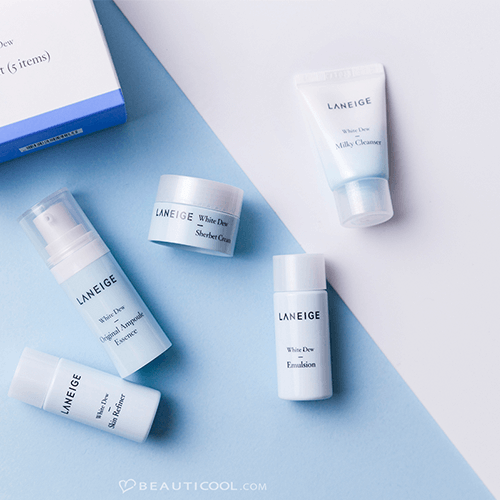 Dew
t (5 items)
LANEIGE
White Dew
Milky Cleanser
LANEIGE
White Dew
Sherbet Cream
LANEIGE
White Dew
Original Ampoule
Essence
LANEIGE
White Dew
Emulsion
LANEIGE
White Dew
Skin Refiner
BEAUTICOOL.COM